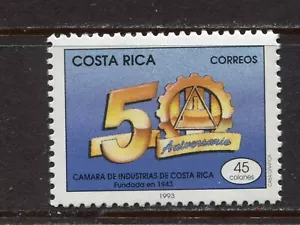 COSTA RICA CORREOS
50
Aniversario
45
colones
CAMARA DE INDUSTRIAS DE COSTA RICA
Fundada en 1943
1993